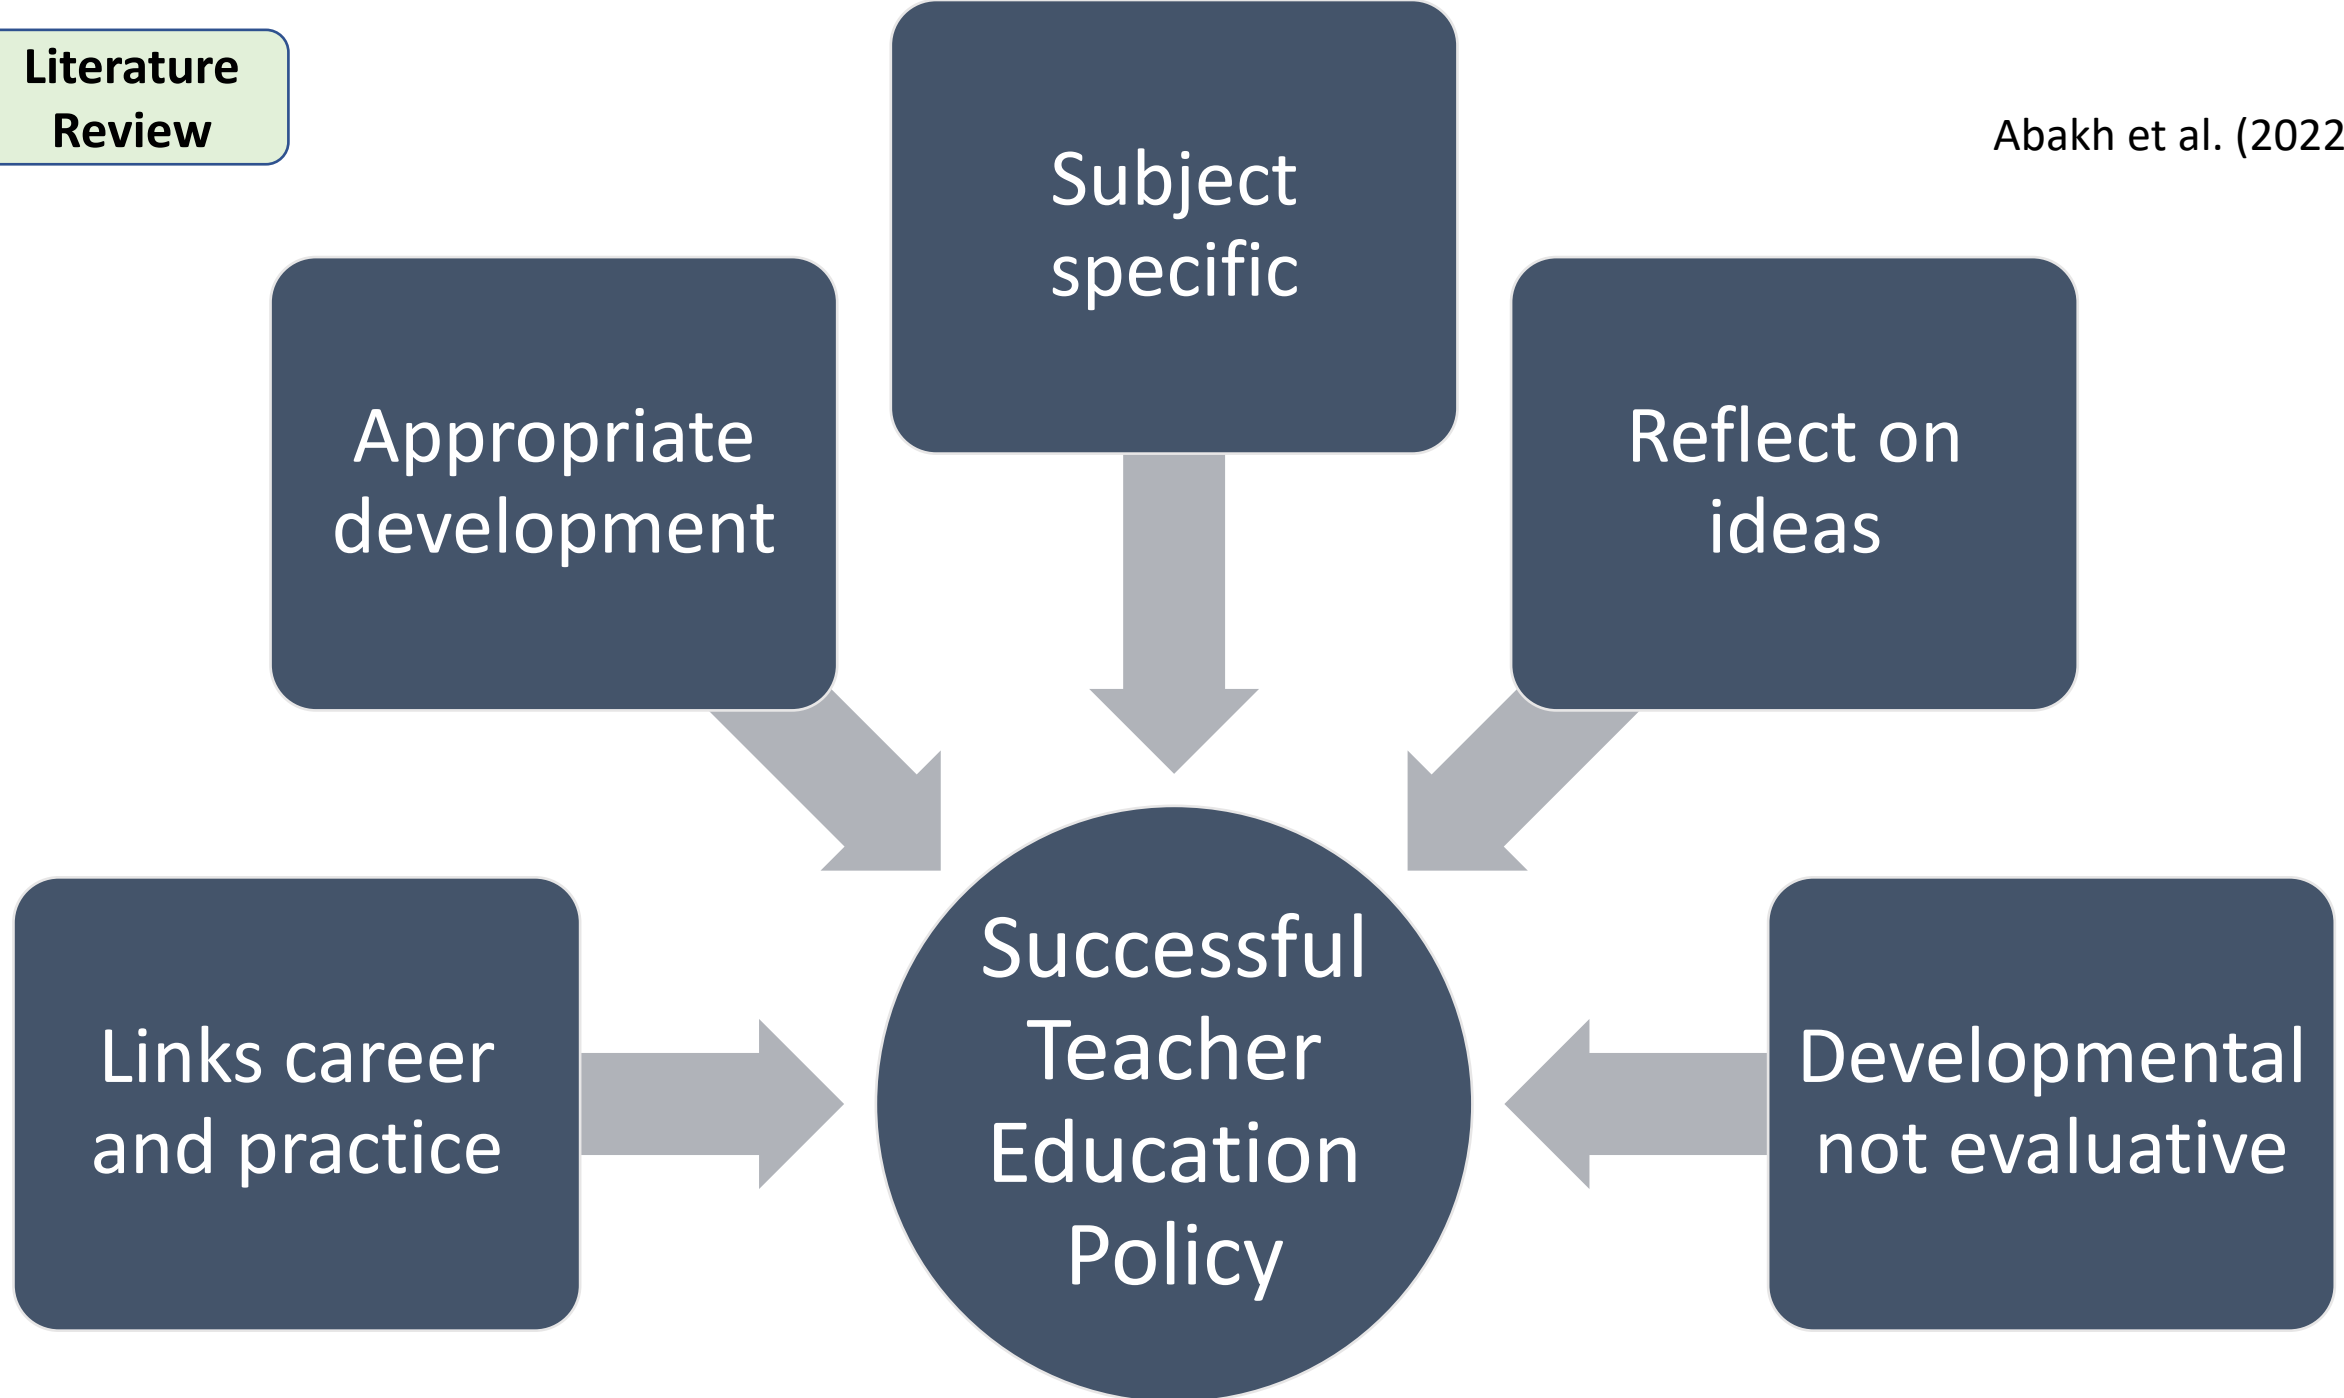 Literature
Review
Abakh et al. (2022
Subject
specific
Appropriate
development
Reflect on
ideas
Links career
and practice
Successful
Teacher
Education
Policy
Developmental
not evaluative